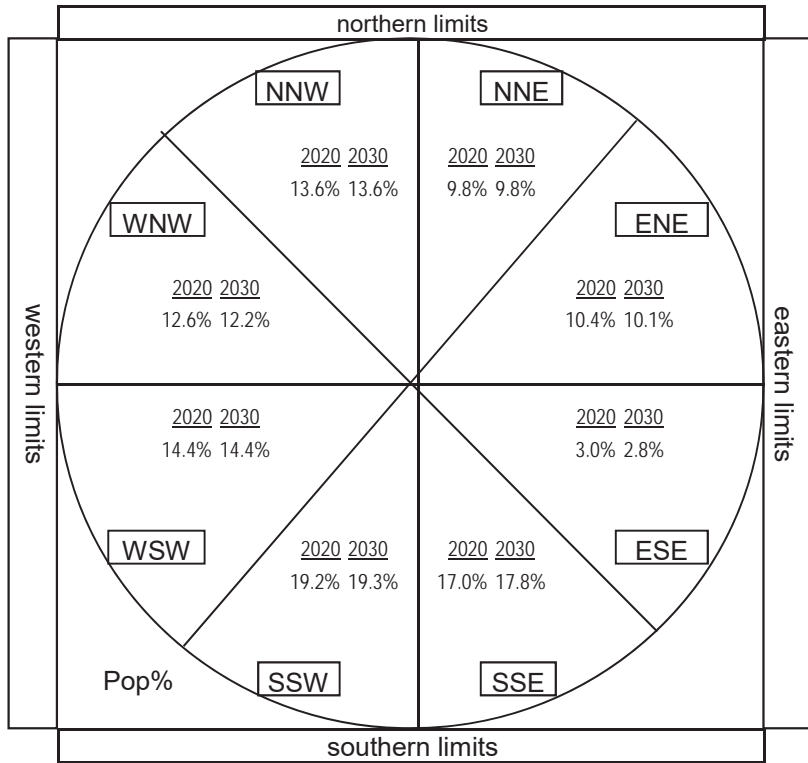 northern limits
NNW NNE
2020 2030 2020 2030
13.6% 13.6% 9.8% 9.8%
WNW ENE
2020 2030 2020 2030
12.6% 12.2% 10.4% 10.1%
western limits
eastern limits
2020 2030 2020 2030
14.4% 14.4% 3.0% 2.8%
WSW ESE
2020 2030 2020 2030
19.2% 19.3% 17.0% 17.8%
Pop% SSW SSE
southern limits